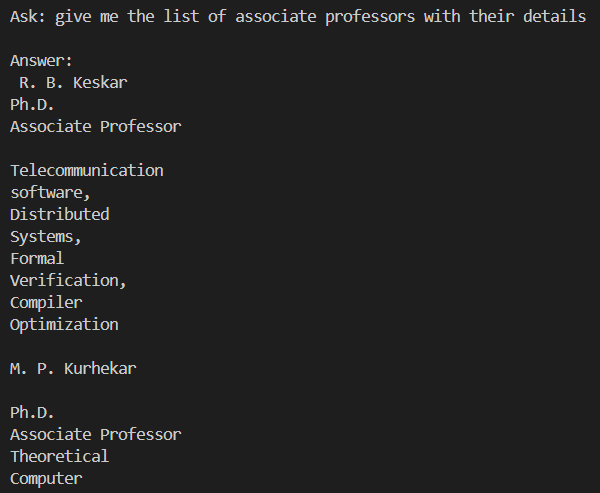 Ask: give me the list of associate professors with their details
Answer:
R. B. Keskar
Ph.D.
Associate Professor
Telecommunication
software,
Distributed
Systems,
Formal
Verification,
Compiler
Optimization
M. P. Kurhekar
Ph.D.
Associate Professor
Theoretical
Computer